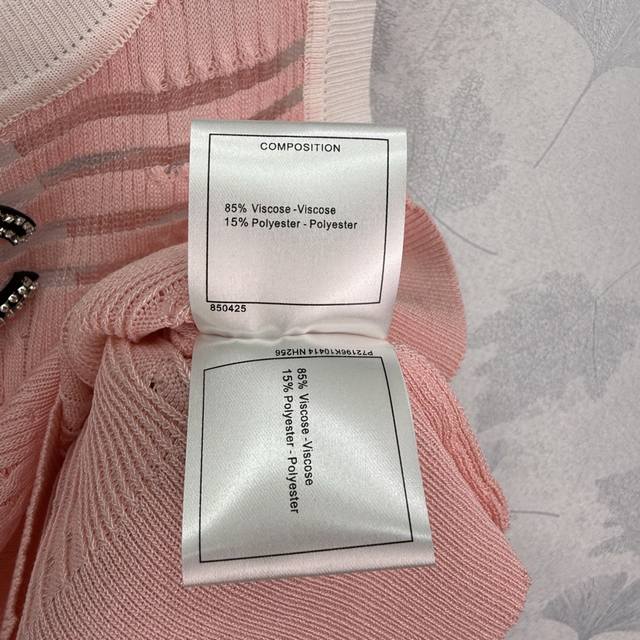 COMPOSITION
85% Viscose -Viscose
15% Polyester - Polyester
850425
P72196K10414 NH256
85% Viscose -Viscose
15% Polyester - Polyester